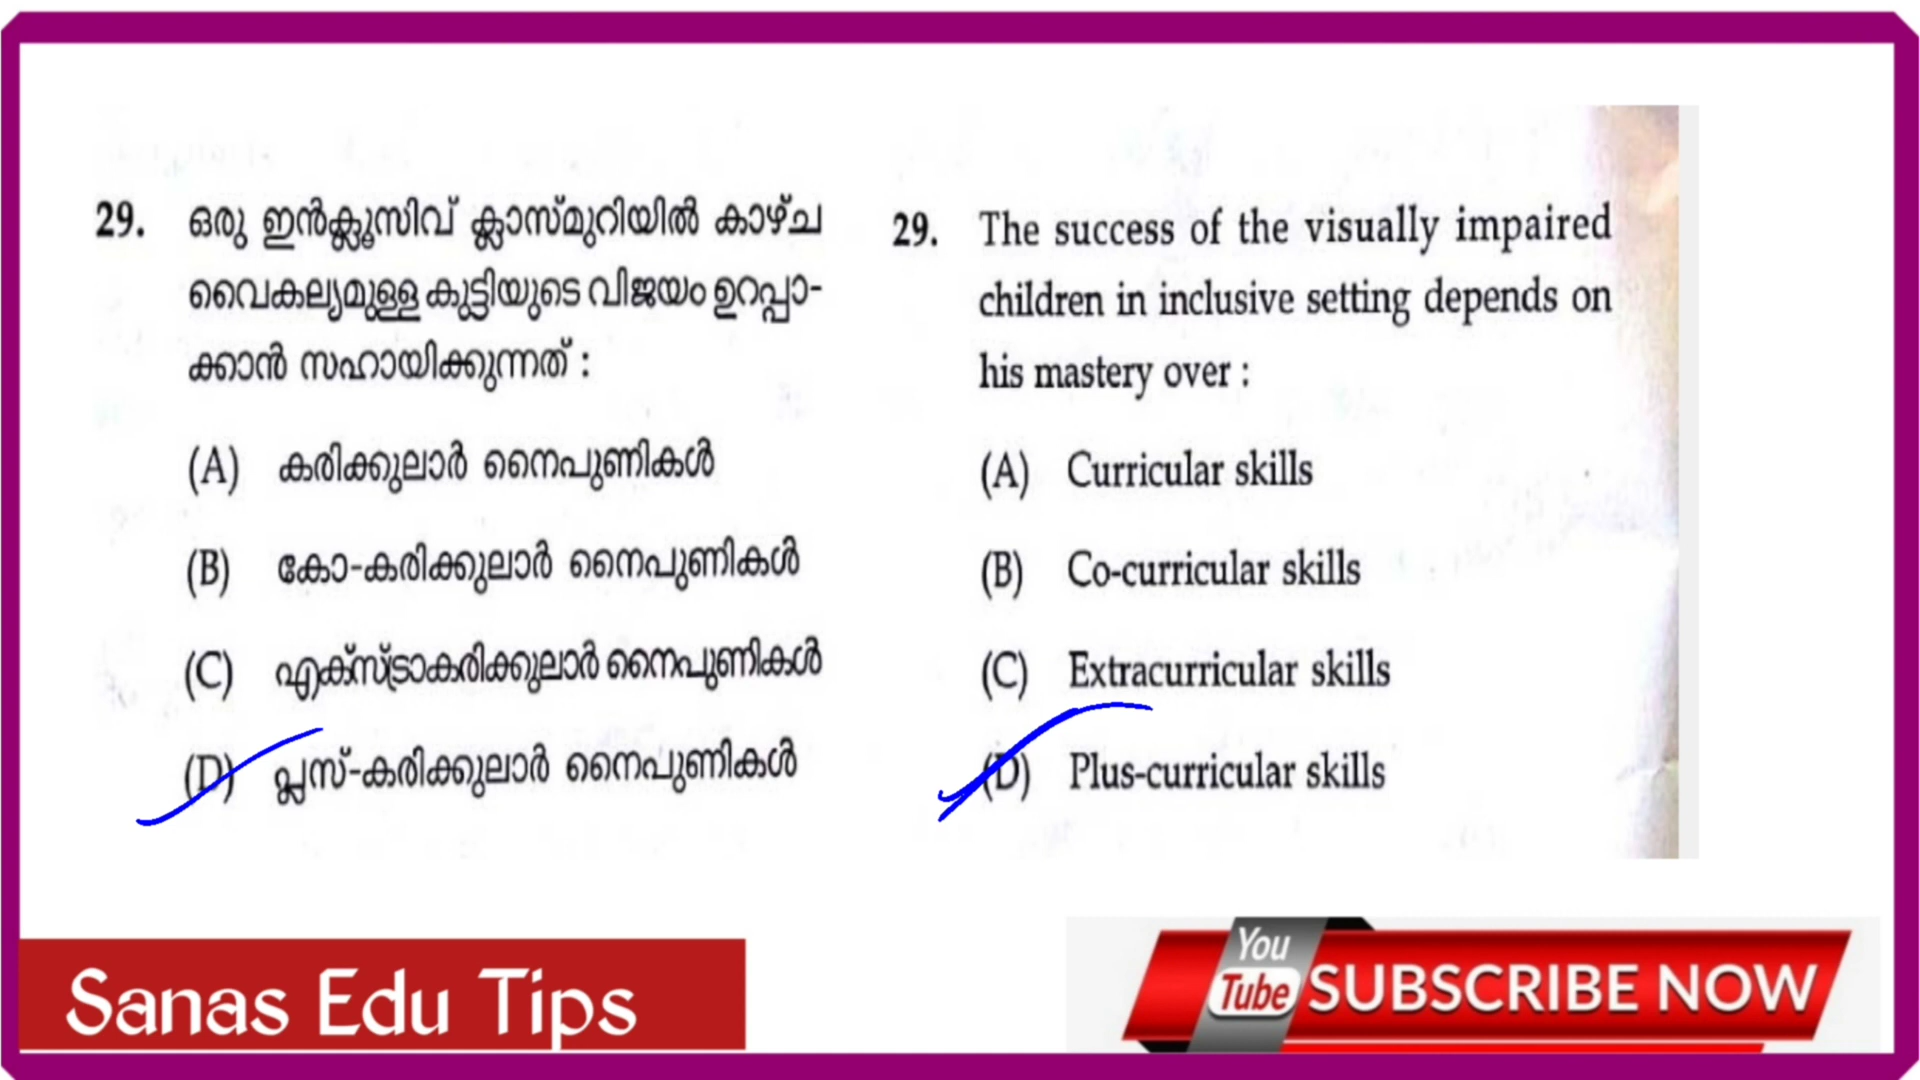 29. ഒരു ഇൻക്ലൂസിവ് ക്ലാസ്മുറിയിൽ കാഴ്ച
വൈകല്യമുള്ള കുട്ടിയുടെ വിജയം ഉറപ്പാ-
ക്കാൻ സഹായിക്കുന്നത് :
(A) കരിക്കുലാർ നൈപുണികൾ
(B) കോ-കരിക്കുലാർ നൈപുണികൾ
(C) എക്സ്ട്രാകരിക്കുലാർ നൈപുണികൾ
(D) പ്ലസ്-കരിക്കുലാർ നൈപുണികൾ
29. The success of the visually impaired
children in inclusive setting depends on
his mastery over :
(A) Curricular skills
(B) Co-curricular skills
(C) Extracurricular skills
(D) Plus-curricular skills
Sanas Edu Tips
You
Tube SUBSCRIBE NOW